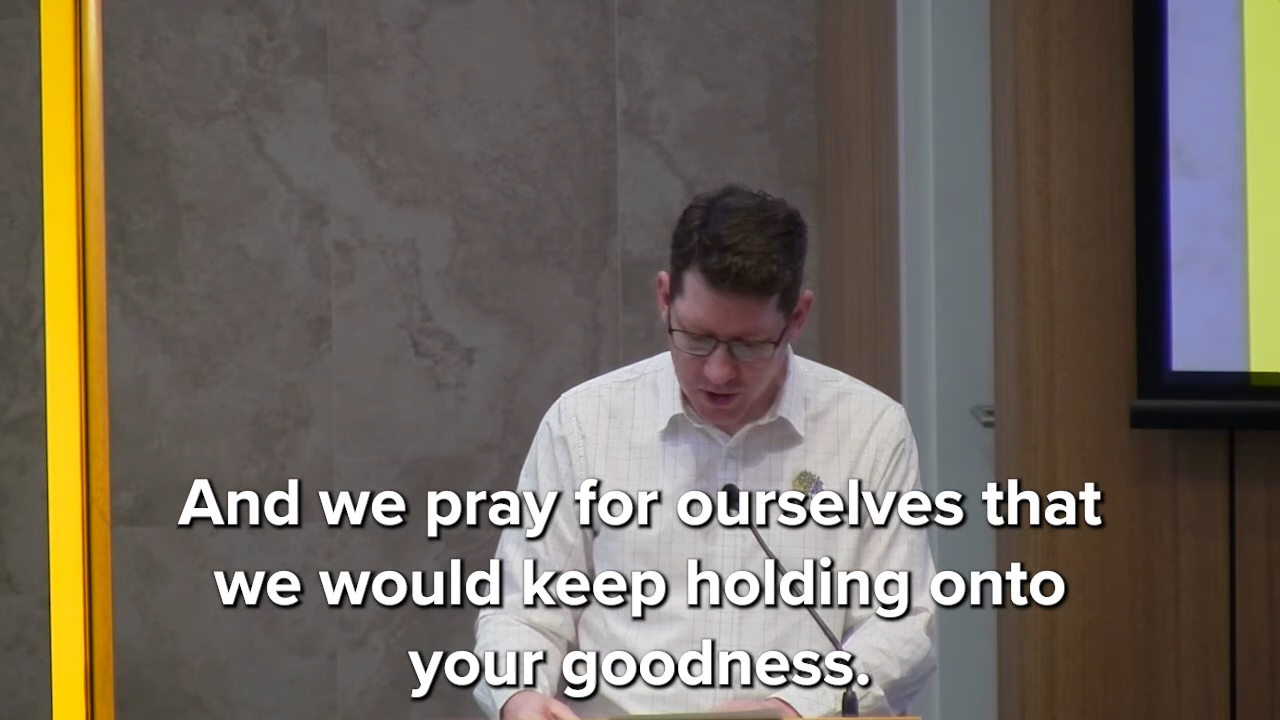 And we pray for ourselves that
we would keep holding onto
your goodness.